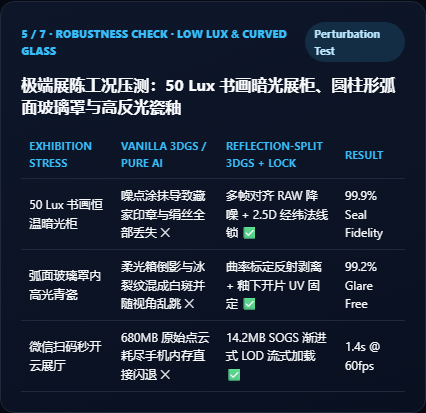 5 / 7 · ROBUSTNESS CHECK · LOW LUX & CURVED
GLASS
Perturbation
Test
极端展陈工况压测：50 Lux 书画暗光展柜、圆柱形弧
面玻璃罩与高反光瓷釉
EXHIBITION
STRESS
VANILLA 3DGS /
PURE AI
REFLECTION-SPLIT
3DGS + LOCK
RESULT
50 Lux 书画恒
温暗光柜
噪点涂抹导致藏
家印章与绢丝全
部丢失 ✕
多帧对齐 RAW 降
噪 + 2.5D 经纬法线
锁 ✅
99.9%
Seal
Fidelity
弧面玻璃罩内
高光青瓷
柔光箱倒影与冰
裂纹混成白斑并
随视角乱跳 ✕
曲率标定反射剥离
+ 釉下开片 UV 固
定 ✅
99.2%
Glare
Free
微信扫码秒开
云展厅
680MB 原始点云
耗尽手机内存直
接闪退 ✕
14.2MB SOGS 渐进
式 LOD 流式加载
✅
1.4s @
60fps